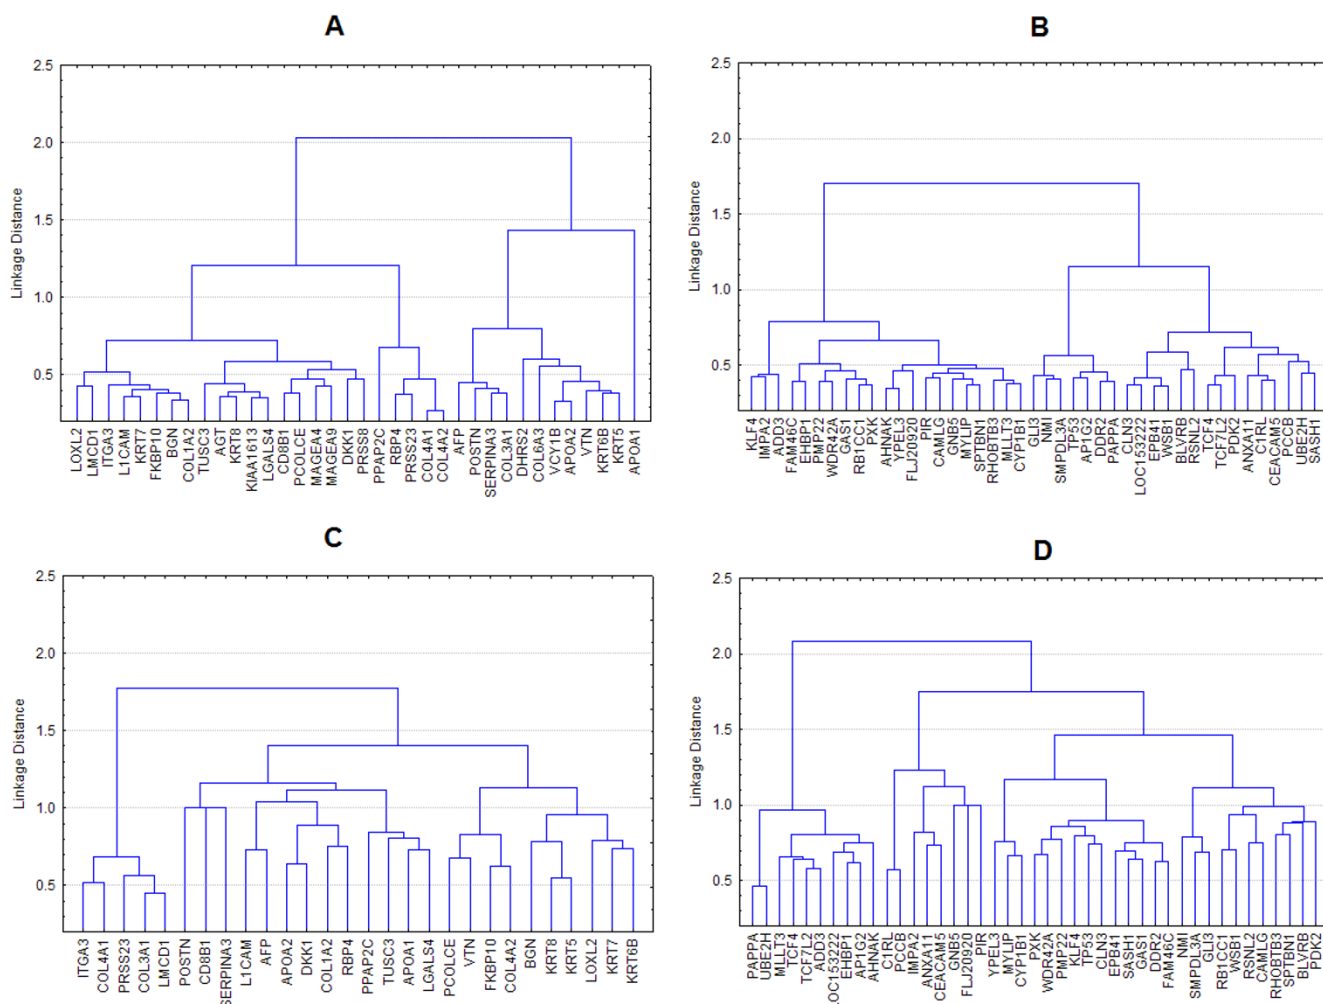 A
2.5
2.0
1.5
1.0
0.5
Linkage Distance
LOXL2
LMCD1
ITGA3
L1CAM
KRT7
FKBP10
BGN
COL1A2
TUSC3
AGT
KRT8
KIAA1613
LGALS4
CD8B1
PCOLCE
MAGEA4
MAGEA9
DKK1
PRSS8
PPAP2C
RBP4
PRSS23
COL4A1
COL4A2
AFP
POSTN
SERPINA3
COL3A1
DHRS2
COL6A3
VCY1B
APOA2
VTN
KRT6B
KRT5
APOA1
B
2.5
2.0
1.5
1.0
0.5
Linkage Distance
KLF4
IMPA2
ADD3
FAM46C
EHBP1
PMP22
WDR42A
GAS1
RB1CC1
PXK
AHNAK
YPEL3
FLJ20920
PIR
CAMLG
GNB5
MYLIP
SPTBN1
RHOBTB3
MLLT3
CYP1B1
GLI3
NMI
SMPDL3A
TP53
AP1G2
DDR2
PAPPA
CLN3
LOC153222
EPB41
WSB1
BLVRB
RSNL2
TCF4
TCF7L2
PDK2
ANXA11
C1RL
CEACAM5
PCCB
UBE2H
SASH1
C
2.5
2.0
1.5
1.0
0.5
Linkage Distance
ITGA3
COL4A1
PRSS23
COL3A1
LMCD1
POSTN
CD8B1
SERPINA3
L1CAM
AFP
APOA2
DKK1
COL1A2
RBP4
PPAP2C
TUSC3
APOA1
LGALS4
PCOLCE
VTN
FKBP10
COL4A2
BGN
KRT8
KRT5
LOXL2
KRT7
KRT6B
D
2.5
2.0
1.5
1.0
0.5
Linkage Distance
PAPPA
UBE2H
MLLT3
TCF4
TCF7L2
ADD3
LOC153222
EHBP1
AP1G2
AHNAK
C1RL
PCCB
IMPA2
ANXA11
CEACAM5
GNB5
FLJ20920
PIR
YPEL3
MYLIP
CYP1B1
PXK
WDR42A
PMP22
KLF4
TP53
CLN3
EPB41
SASH1
GAS1
DDR2
FAM46C
NMI
SMPDL3A
GLI3
RB1CC1
WSB1
RSNL2
CAMLG
RHOBTB3
SPTBN1
BLVRB
PDK2